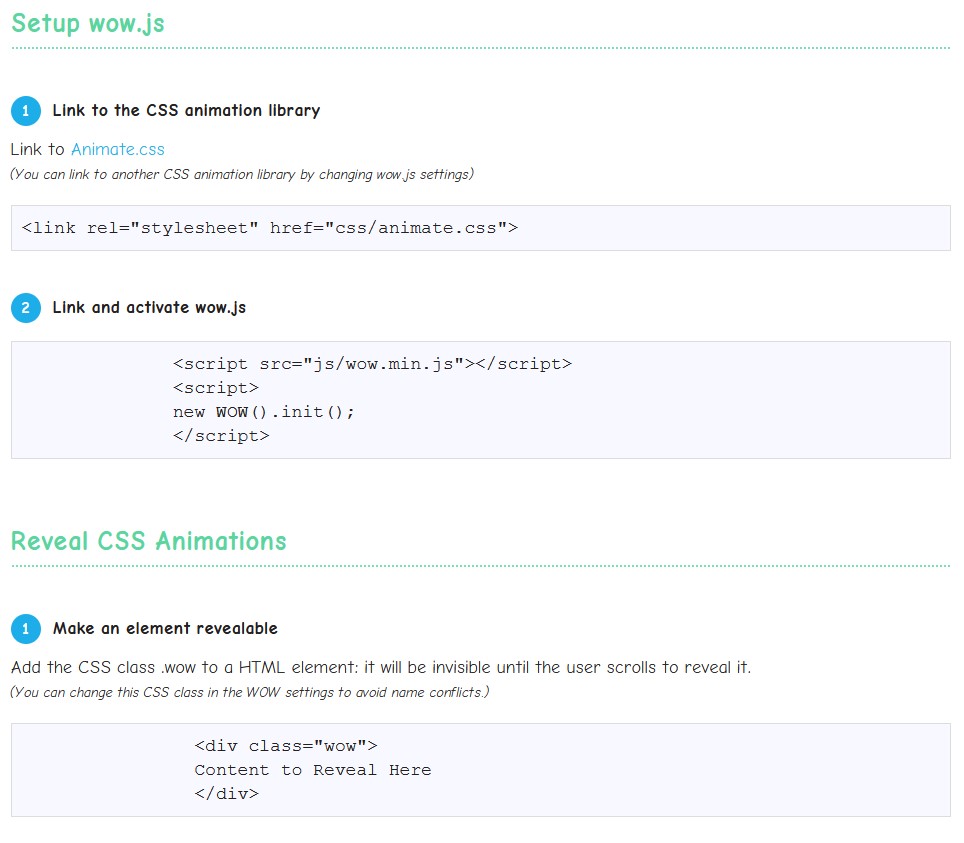 Setup wow.js
1 Link to the CSS animation library
Link to Animate.css
(You can link to another CSS animation library by changing wow.js settings)
<link rel="stylesheet" href="css/animate.css">
2 Link and activate wow.js
<script src="js/wow.min.js"></script>
<script>
new WOW().init();
</script>
Reveal CSS Animations
1 Make an element revealable
Add the CSS class .wow to a HTML element: it will be invisible until the user scrolls to reveal it.
(You can change this CSS class in the WOW settings to avoid name conflicts.)
<div class="wow">
Content to Reveal Here
</div>